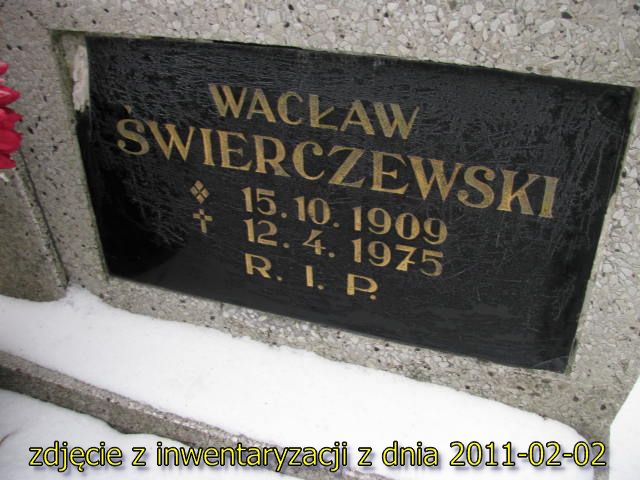 WACŁAW
ŚWIERCZEWSKI
15.10.1909
† 12.4.1975
R.I.P.
zdjęcie z inwentaryzacji z dnia 2011-02-02